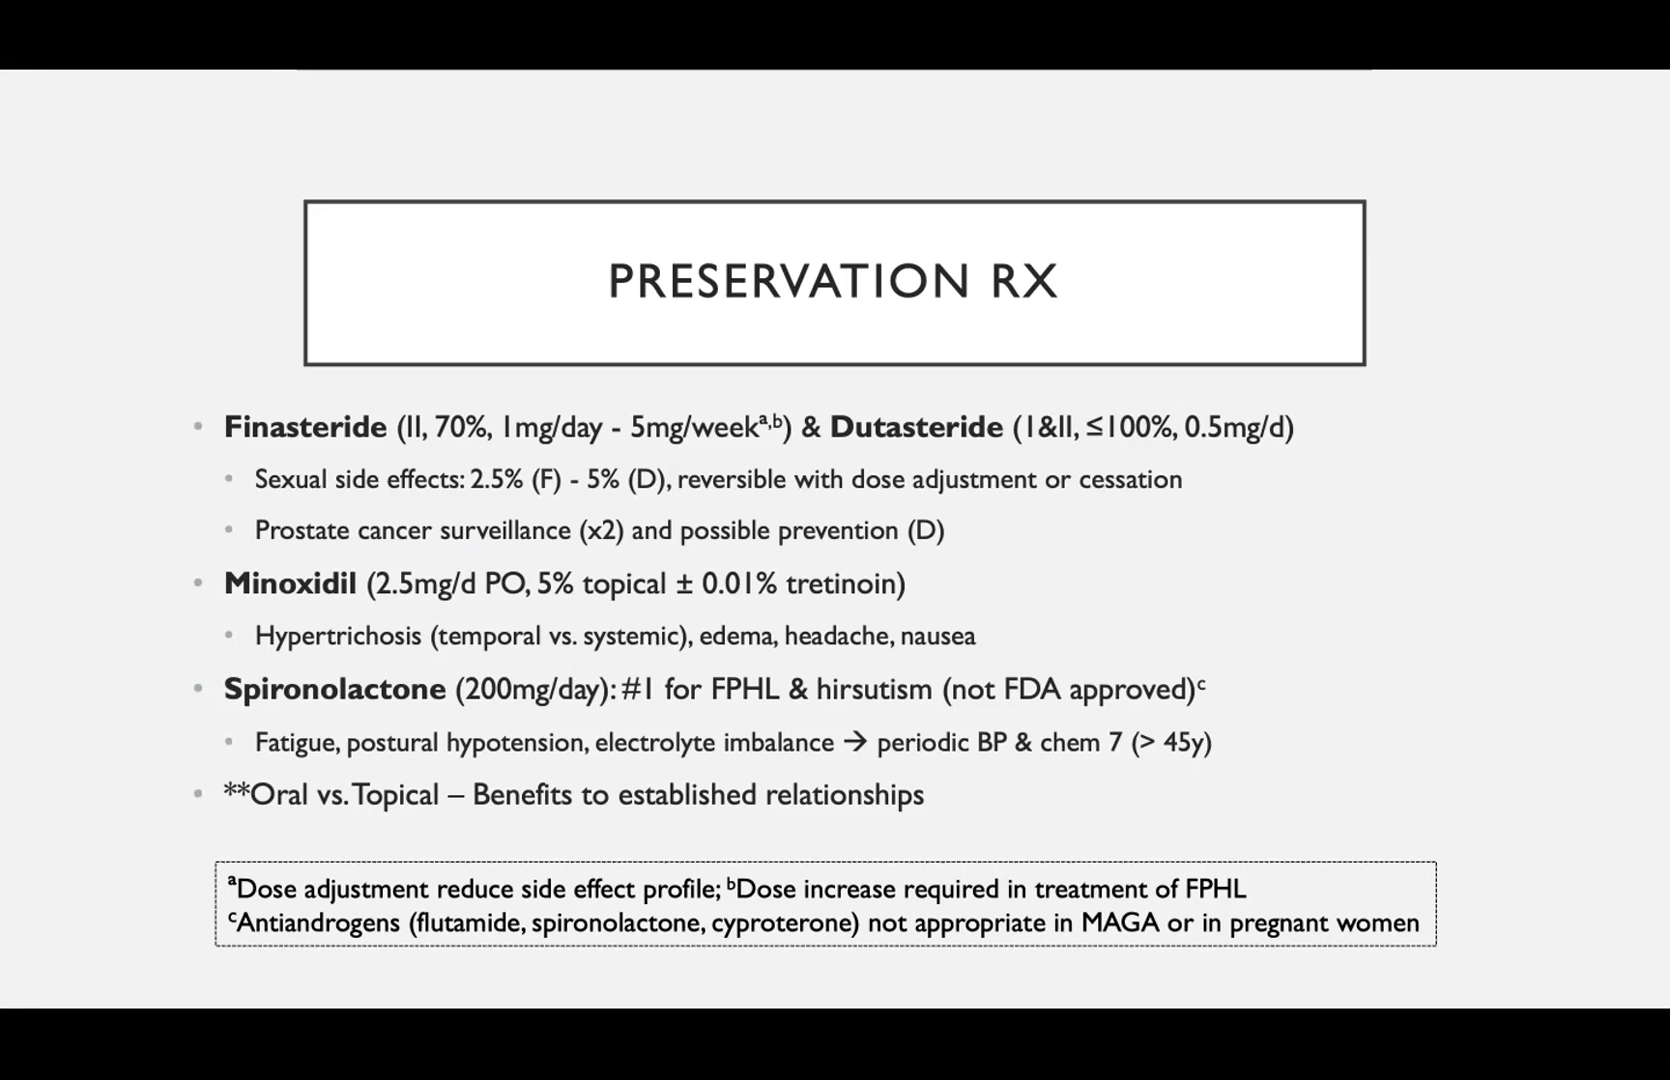 PRESERVATION RX
• Finasteride (II, 70%, 1mg/day - 5mg/weekᵃ,ᵇ) & Dutasteride (1&II, ≤100%, 0.5mg/d)
• Sexual side effects: 2.5% (F) - 5% (D), reversible with dose adjustment or cessation
• Prostate cancer surveillance (x2) and possible prevention (D)
• Minoxidil (2.5mg/d PO, 5% topical ± 0.01% tretinoin)
• Hypertrichosis (temporal vs. systemic), edema, headache, nausea
• Spironolactone (200mg/day): #1 for FPHL & hirsutism (not FDA approved)ᶜ
• Fatigue, postural hypotension, electrolyte imbalance → periodic BP & chem 7 (> 45y)
• **Oral vs. Topical – Benefits to established relationships
ᵃDose adjustment reduce side effect profile; ᵇDose increase required in treatment of FPHL
ᶜAntiandrogens (flutamide, spironolactone, cyproterone) not appropriate in MAGA or in pregnant women